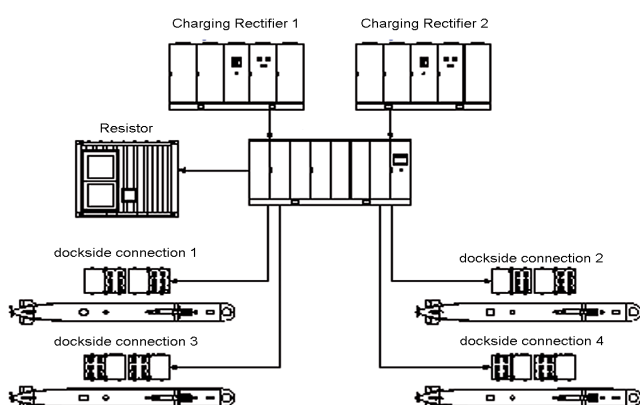 Charging Rectifier 1
Charging Rectifier 2
Resistor
dockside connection 1
dockside connection 2
dockside connection 3
dockside connection 4